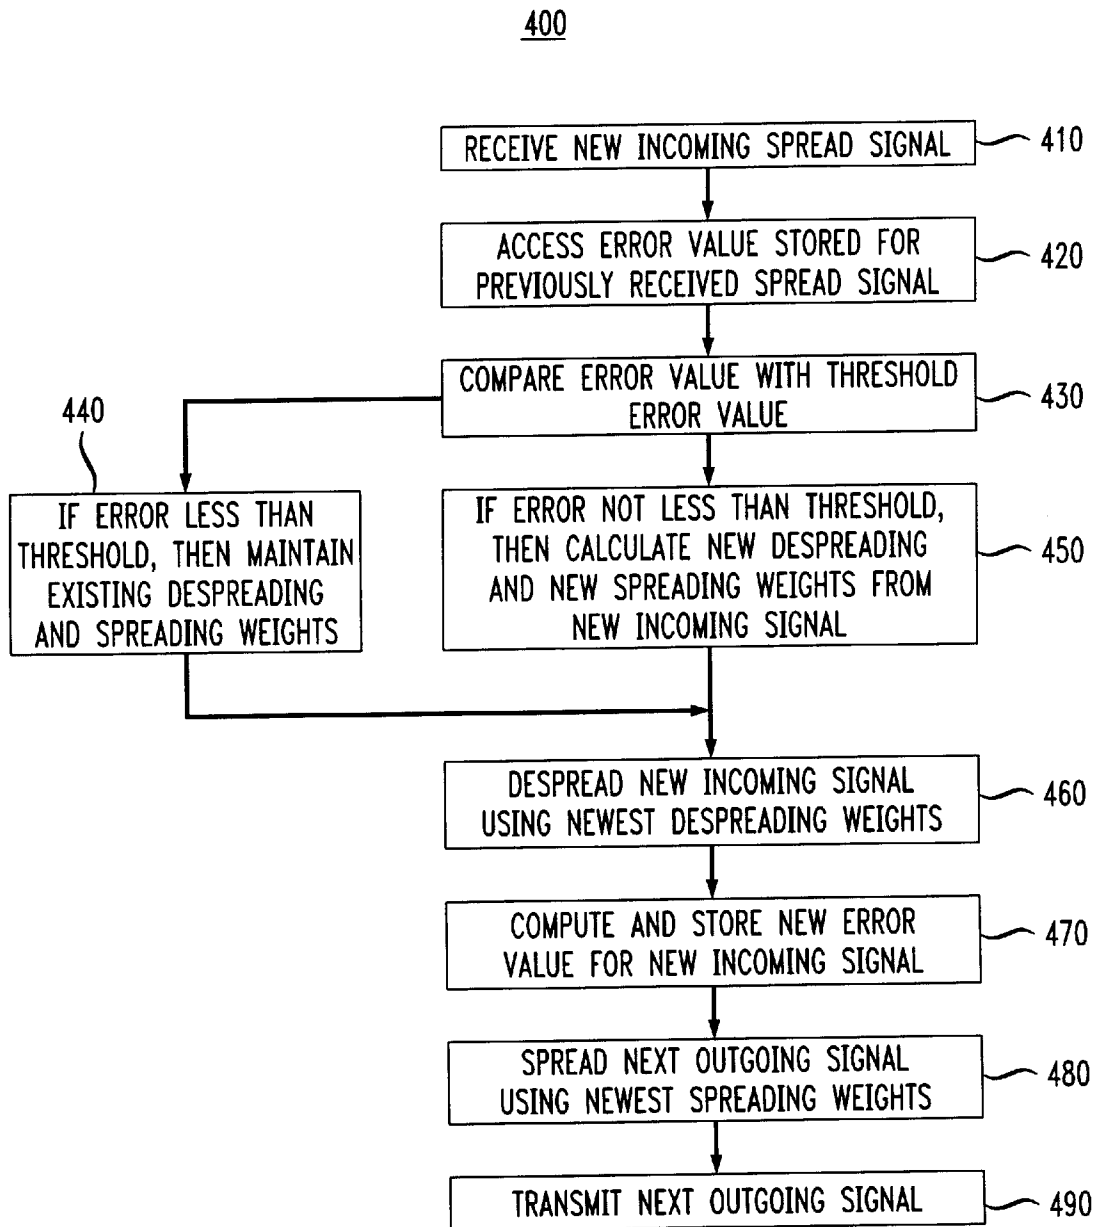 400
RECEIVE NEW INCOMING SPREAD SIGNAL
410
ACCESS ERROR VALUE STORED FOR
PREVIOUSLY RECEIVED SPREAD SIGNAL
420
COMPARE ERROR VALUE WITH THRESHOLD
ERROR VALUE
430
440
IF ERROR LESS THAN
THRESHOLD, THEN MAINTAIN
EXISTING DESPREADING
AND SPREADING WEIGHTS
IF ERROR NOT LESS THAN THRESHOLD,
THEN CALCULATE NEW DESPREADING
AND NEW SPREADING WEIGHTS FROM
NEW INCOMING SIGNAL
450
DESPREAD NEW INCOMING SIGNAL
USING NEWEST DESPREADING WEIGHTS
460
COMPUTE AND STORE NEW ERROR
VALUE FOR NEW INCOMING SIGNAL
470
SPREAD NEXT OUTGOING SIGNAL
USING NEWEST SPREADING WEIGHTS
480
TRANSMIT NEXT OUTGOING SIGNAL
490